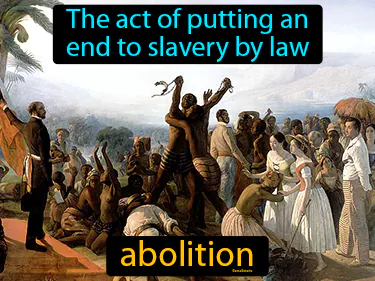 The act of putting an
end to slavery by law
abolition